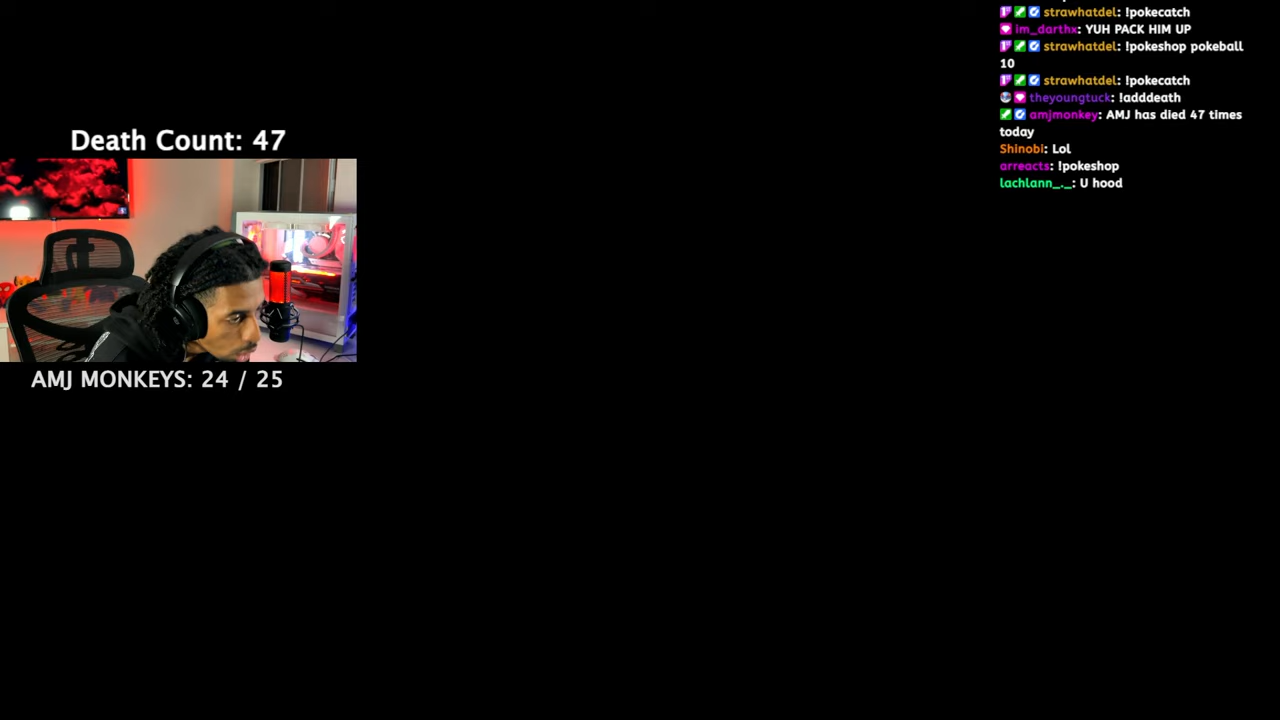 strawhatdel: !pokecatch
im_darthx: YUH PACK HIM UP
strawhatdel: !pokeshop pokeball
10
strawhatdel: !pokecatch
theyoungtuck: !adddeath
amjmonkey: AMJ has died 47 times
today
Shinobi: Lol
arreacts: !pokeshop
lachlann_._: U hood
Death Count: 47
AMJ MONKEYS: 24 / 25